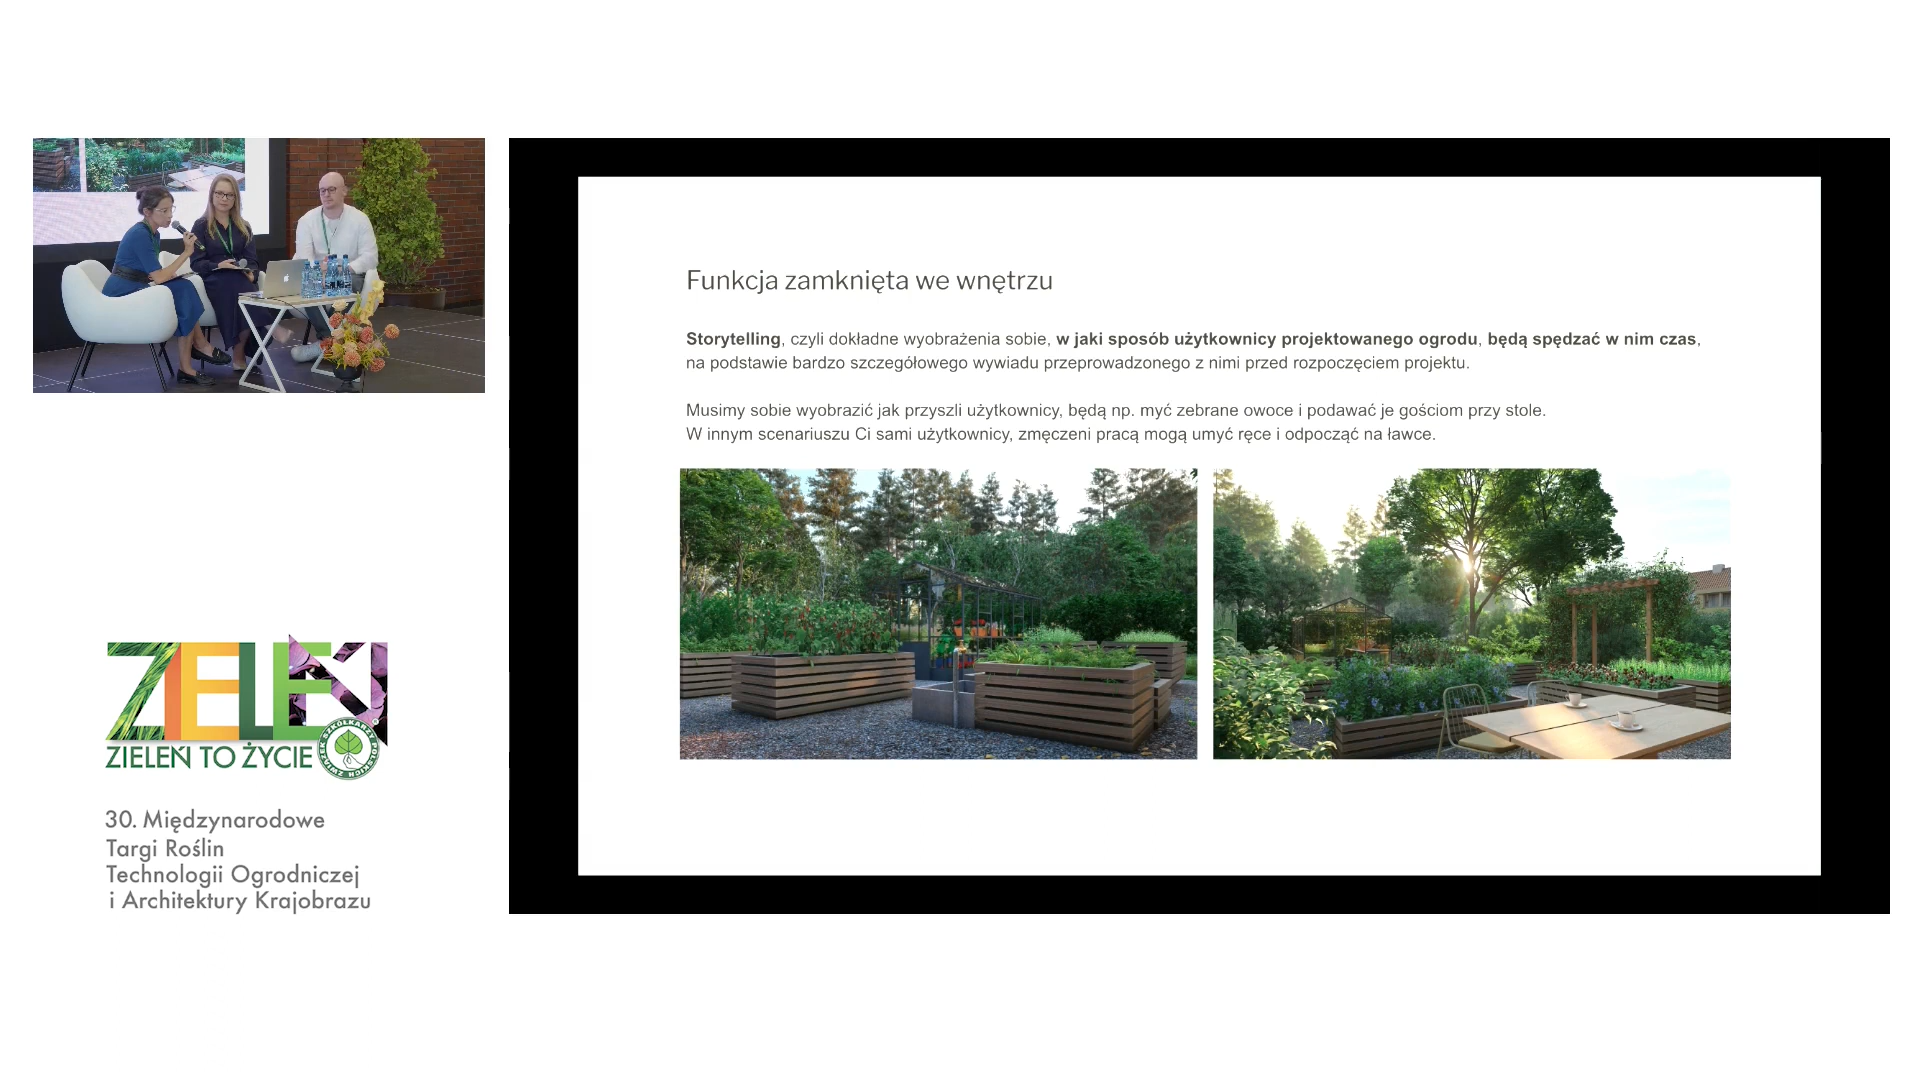 Funkcja zamknięta we wnętrzu
Storytelling, czyli dokładne wyobrażenia sobie, w jaki sposób użytkownicy projektowanego ogrodu, będą spędzać w nim czas,
na podstawie bardzo szczegółowego wywiadu przeprowadzonego z nimi przed rozpoczęciem projektu.
Musimy sobie wyobrazić jak przyszli użytkownicy, będą np. myć zebrane owoce i podawać je gościom przy stole.
W innym scenariuszu Ci sami użytkownicy, zmęczeni pracą mogą umyć ręce i odpocząć na ławce.
ZIELEŃ
ZIELEŃ TO ŻYCIE
ZWIĄZEK SZKÓŁKARZY POLSKICH
30. Międzynarodowe
Targi Roślin
Technologii Ogrodniczej
i Architektury Krajobrazu